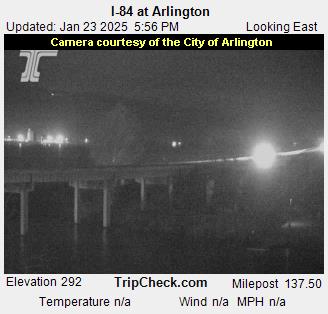 I-84 at Arlington
Updated: Jan 23 2025 5:56 PM Looking East
Camera courtesy of the City of Arlington
Elevation 292 TripCheck.com Milepost 137.50
Temperature n/a Wind n/a MPH n/a